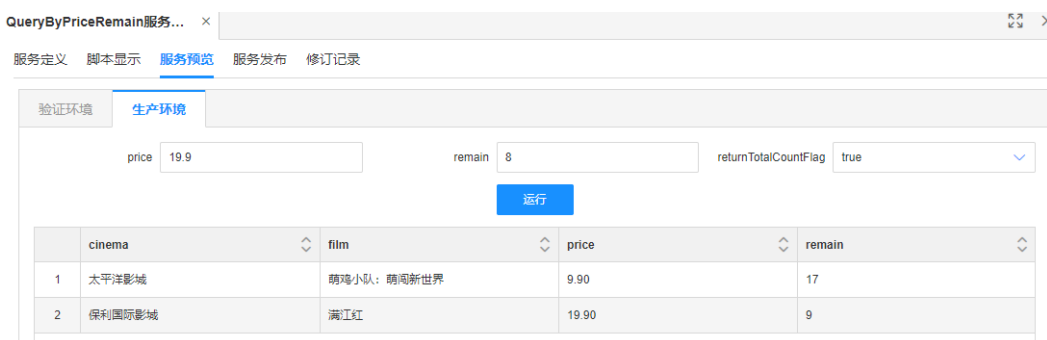 QueryByPriceRemain服务... ×
服务定义 脚本显示 服务预览 服务发布 修订记录
验证环境 生产环境
price 19.9 remain 8 returnTotalCountFlag true
运行
cinema film price remain
1 太平洋影城 萌鸡小队：萌闯新世界 9.90 17
2 保利国际影城 满江红 19.90 9